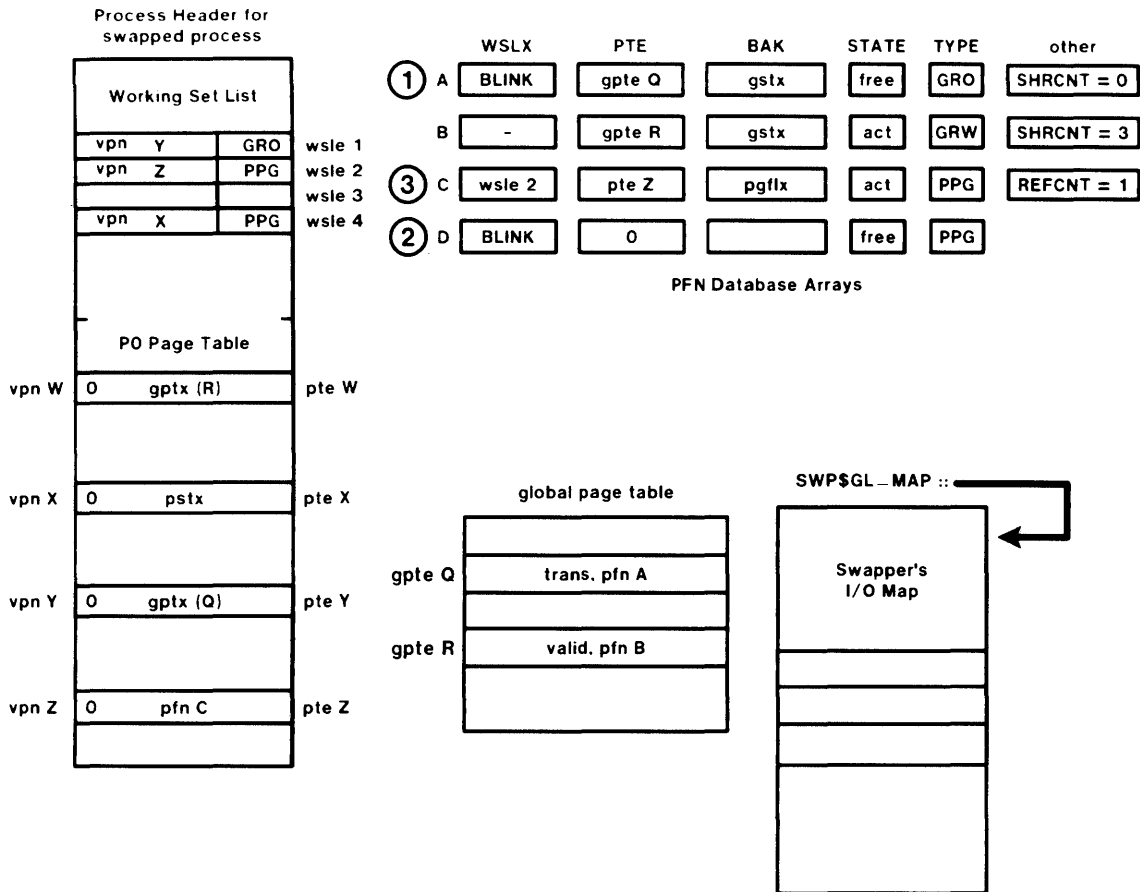 Process Header for
swapped process
Working Set List
vpn Y GRO wsle 1
vpn Z PPG wsle 2
wsle 3
vpn X PPG wsle 4
P0 Page Table
vpn W 0 gptx (R) pte W
vpn X 0 pstx pte X
vpn Y 0 gptx (Q) pte Y
vpn Z 0 pfn C pte Z
WSLX PTE BAK STATE TYPE other
1 A BLINK gpte Q gstx free GRO SHRCNT = 0
B - gpte R gstx act GRW SHRCNT = 3
3 C wsle 2 pte Z pgflx act PPG REFCNT = 1
2 D BLINK 0 free PPG
PFN Database Arrays
global page table
gpte Q trans. pfn A
gpte R valid. pfn B
SWP$GL_MAP ::
Swapper's
I/O Map